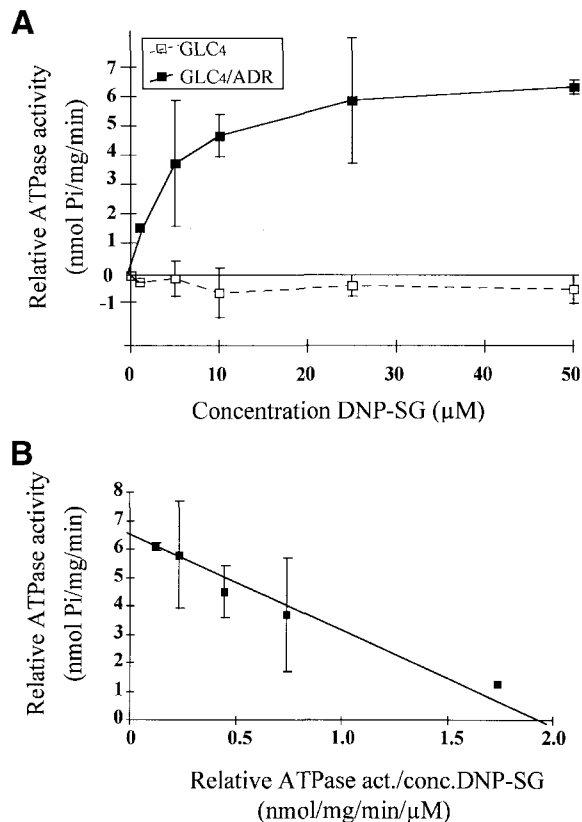 A
GLC4
GLC4/ADR
Relative ATPase activity
(nmol Pi/mg/min)
7
6
5
4
3
2
1
0
-1
0 10 20 30 40 50
Concentration DNP-SG (µM)
B
Relative ATPase activity
(nmol Pi/mg/min)
8
7
6
5
4
3
2
1
0
0 0.5 1.0 1.5 2.0
Relative ATPase act./conc.DNP-SG
(nmol/mg/min/µM)